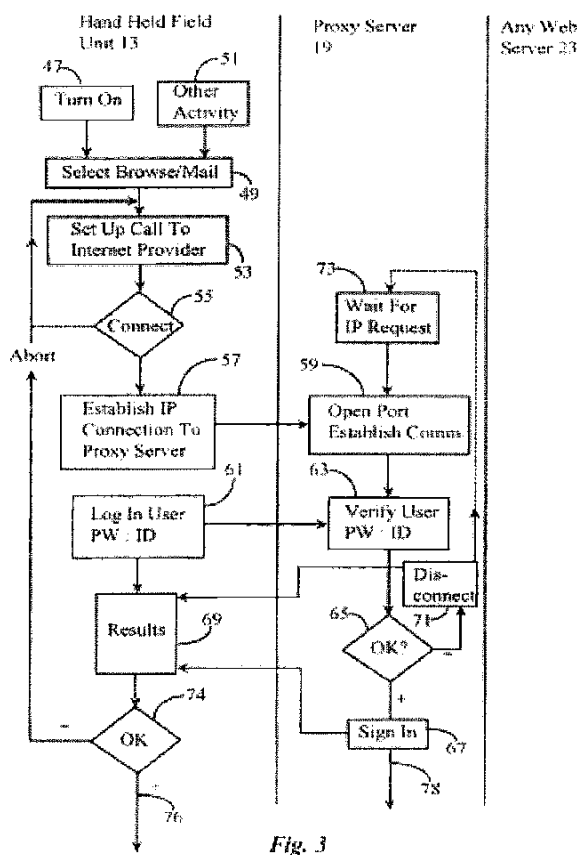 Hand Held Field
Unit 13
Proxy Server
19
Any Web
Server 23
47
51
Turn On
Other
Activity
Select Browse/Mail
49
Set Up Call To
Internet Provider
53
73
55
Wait For
IP Request
Connect
Abort
57
59
Establish IP
Connection To
Proxy Server
Open Port
Establish Comm
61
63
Log In User
PW : ID
Verify User
PW : ID
Dis-
connect
71
Results
69
65
OK?
-
74
+
-
OK
Sign In
67
+
76
78
Fig. 3